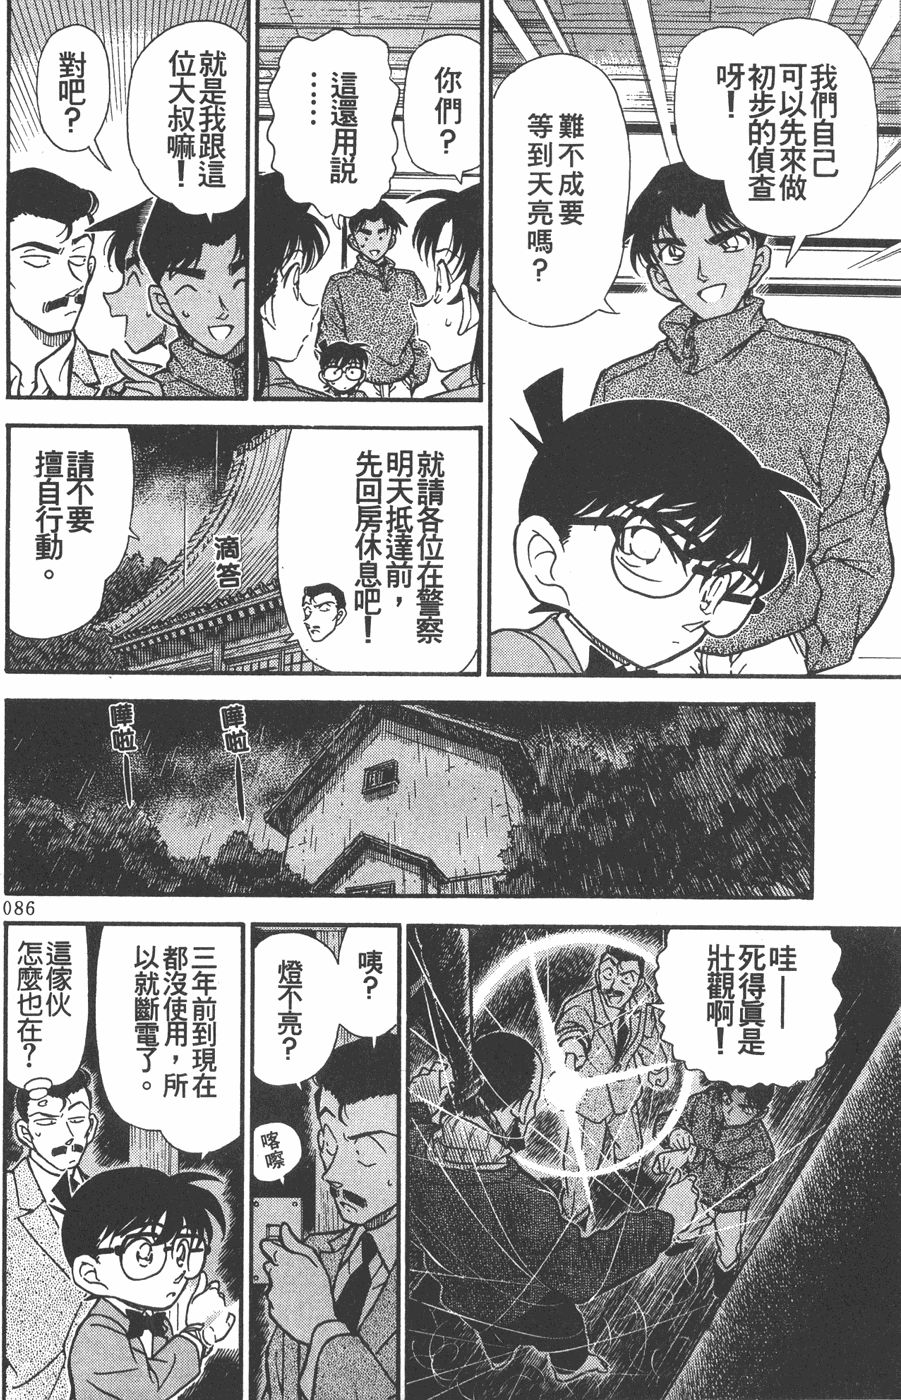 我們自己
可以先來做
初步的偵查
呀!
難不成要
等到天亮嗎?
你們?
這還用說
……
就是我跟這
位大叔嘛!
對吧?
就請各位在警察
明天抵達前,
先回房休息吧!
滴答
請不要
擅自行動。
嘩啦—
嘩啦—
086
哇——
死得眞是
壯觀啊!
咦?
燈不亮?
喀嚓
三年前到現在
都沒使用,所
以就斷電了。
這傢伙
怎麼也在?